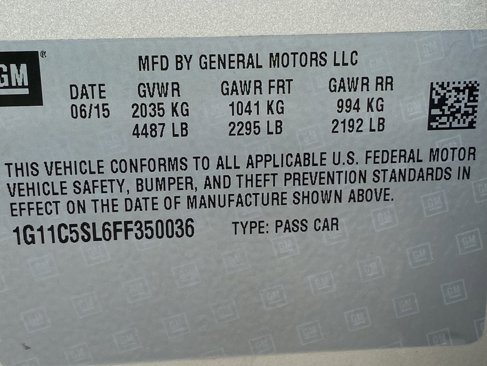 GM ®
MFD BY GENERAL MOTORS LLC
DATE GVWR GAWR FRT GAWR RR
06/15 2035 KG 1041 KG 994 KG
4487 LB 2295 LB 2192 LB
THIS VEHICLE CONFORMS TO ALL APPLICABLE U.S. FEDERAL MOTOR
VEHICLE SAFETY, BUMPER, AND THEFT PREVENTION STANDARDS IN
EFFECT ON THE DATE OF MANUFACTURE SHOWN ABOVE.
1G11C5SL6FF350036 TYPE: PASS CAR